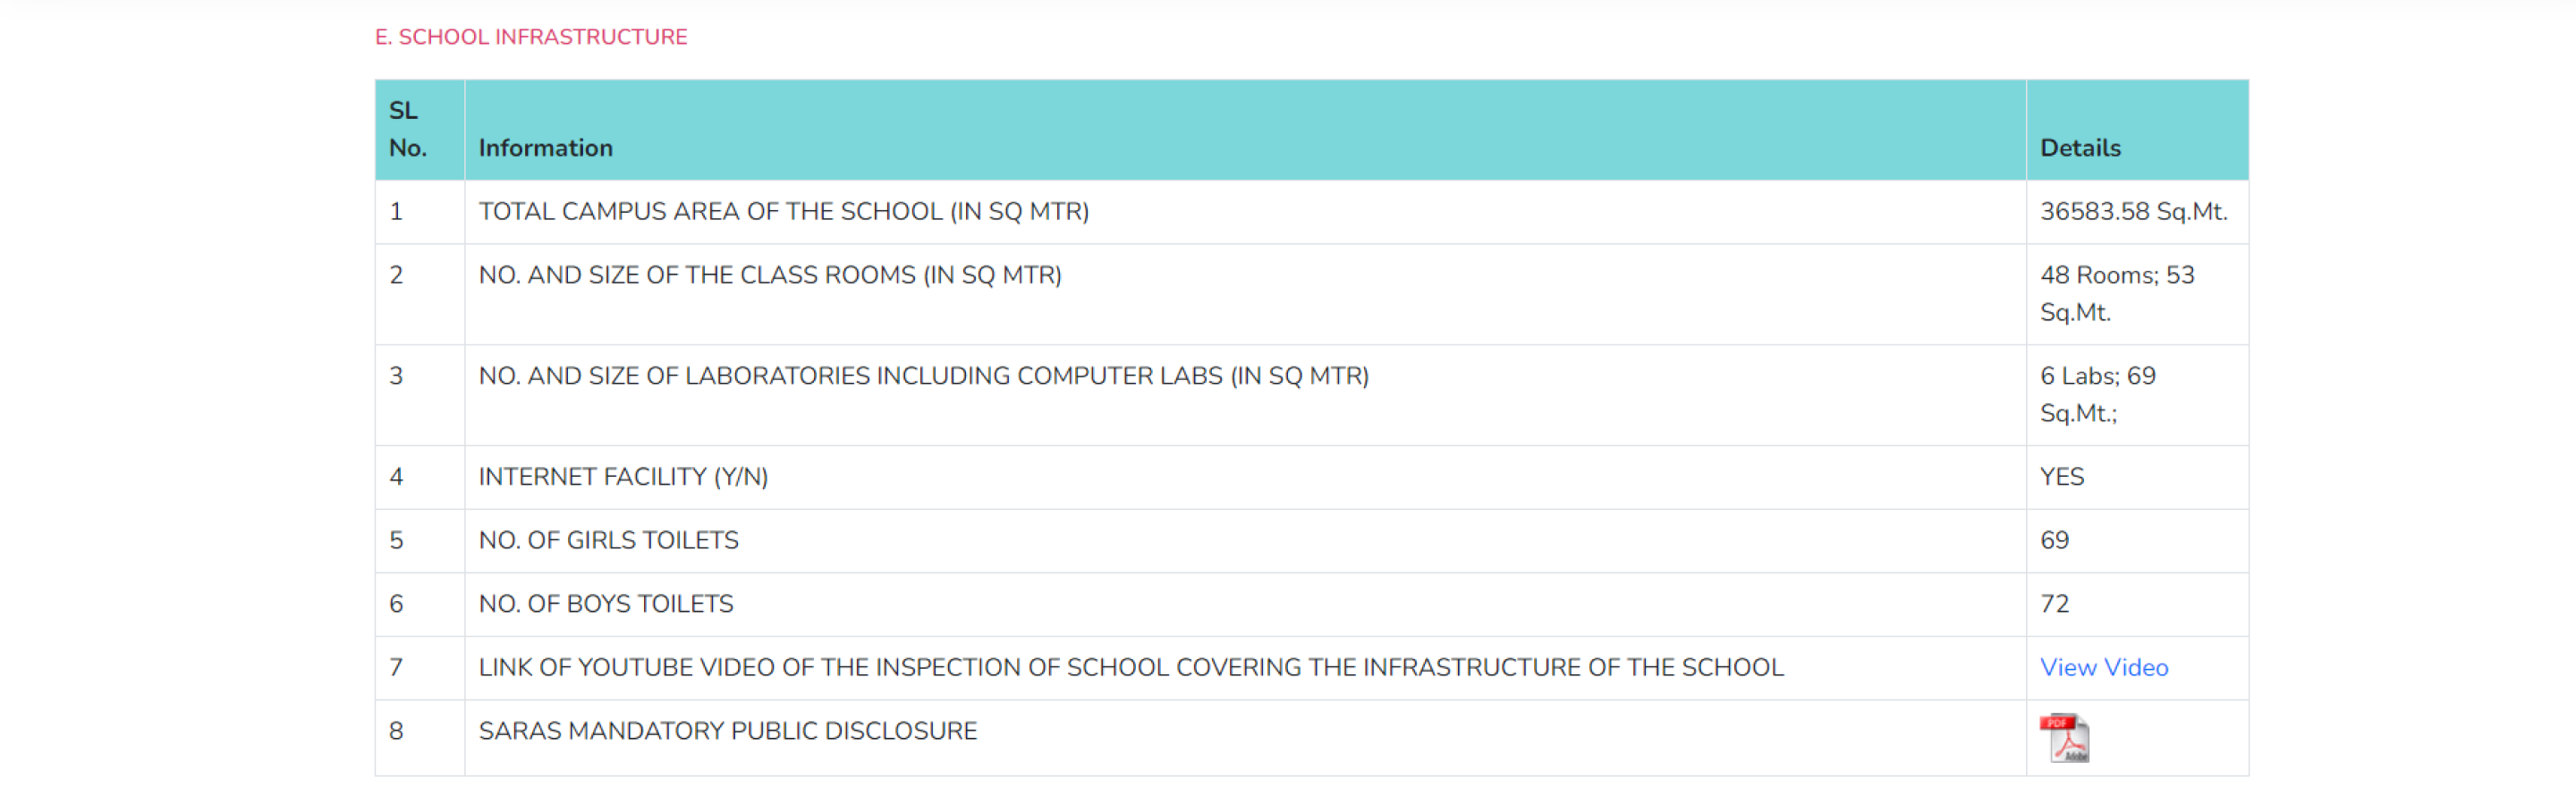 E. SCHOOL INFRASTRUCTURE
SL
No. Information Details
1 TOTAL CAMPUS AREA OF THE SCHOOL (IN SQ MTR) 36583.58 Sq.Mt.
2 NO. AND SIZE OF THE CLASS ROOMS (IN SQ MTR) 48 Rooms; 53
Sq.Mt.
3 NO. AND SIZE OF LABORATORIES INCLUDING COMPUTER LABS (IN SQ MTR) 6 Labs; 69
Sq.Mt.;
4 INTERNET FACILITY (Y/N) YES
5 NO. OF GIRLS TOILETS 69
6 NO. OF BOYS TOILETS 72
7 LINK OF YOUTUBE VIDEO OF THE INSPECTION OF SCHOOL COVERING THE INFRASTRUCTURE OF THE SCHOOL View Video
8 SARAS MANDATORY PUBLIC DISCLOSURE PDF
Adobe